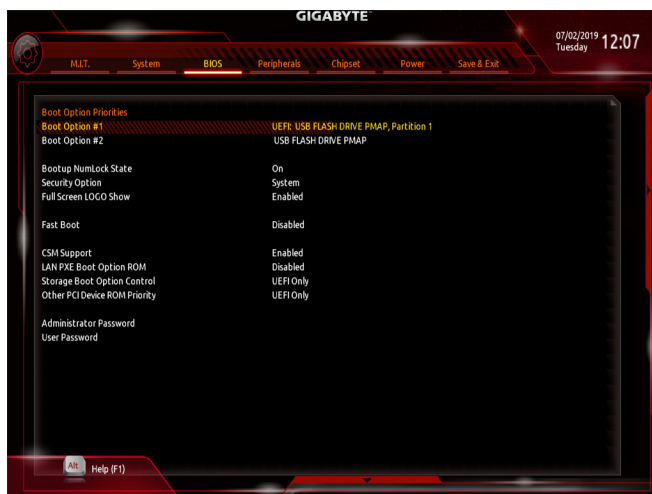 GIGABYTE™
07/02/2019 12:07
Tuesday
M.I.T. System BIOS Peripherals Chipset Power Save & Exit
Boot Option Priorities
Boot Option #1 UEFI: USB FLASH DRIVE PMAP, Partition 1
Boot Option #2 USB FLASH DRIVE PMAP
Bootup NumLock State On
Security Option System
Full Screen LOGO Show Enabled
Fast Boot Disabled
CSM Support Enabled
LAN PXE Boot Option ROM Disabled
Storage Boot Option Control UEFI Only
Other PCI Device ROM Priority UEFI Only
Administrator Password
User Password
Alt Help (F1)